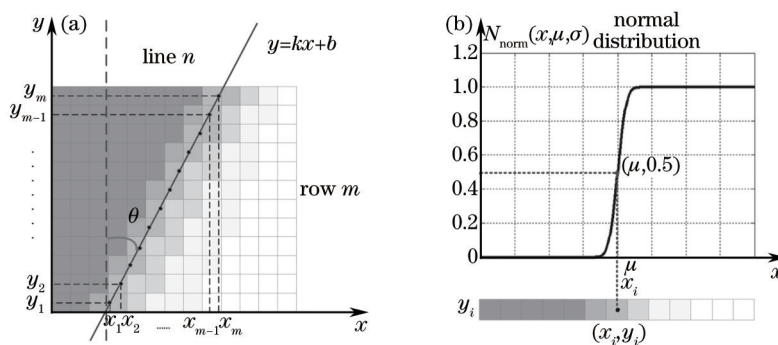 (a)
y
line n
y=kx+b
y_m
y_{m-1}
row m
θ
y_2
y_1
x_1 x_2 ...... x_{m-1} x_m
x
(b)
N_norm(x,μ,σ)
normal distribution
1.2
1.0
0.8
0.6
0.4
0.2
0
(μ,0.5)
μ
x
x_i
y_i
(x_i,y_i)